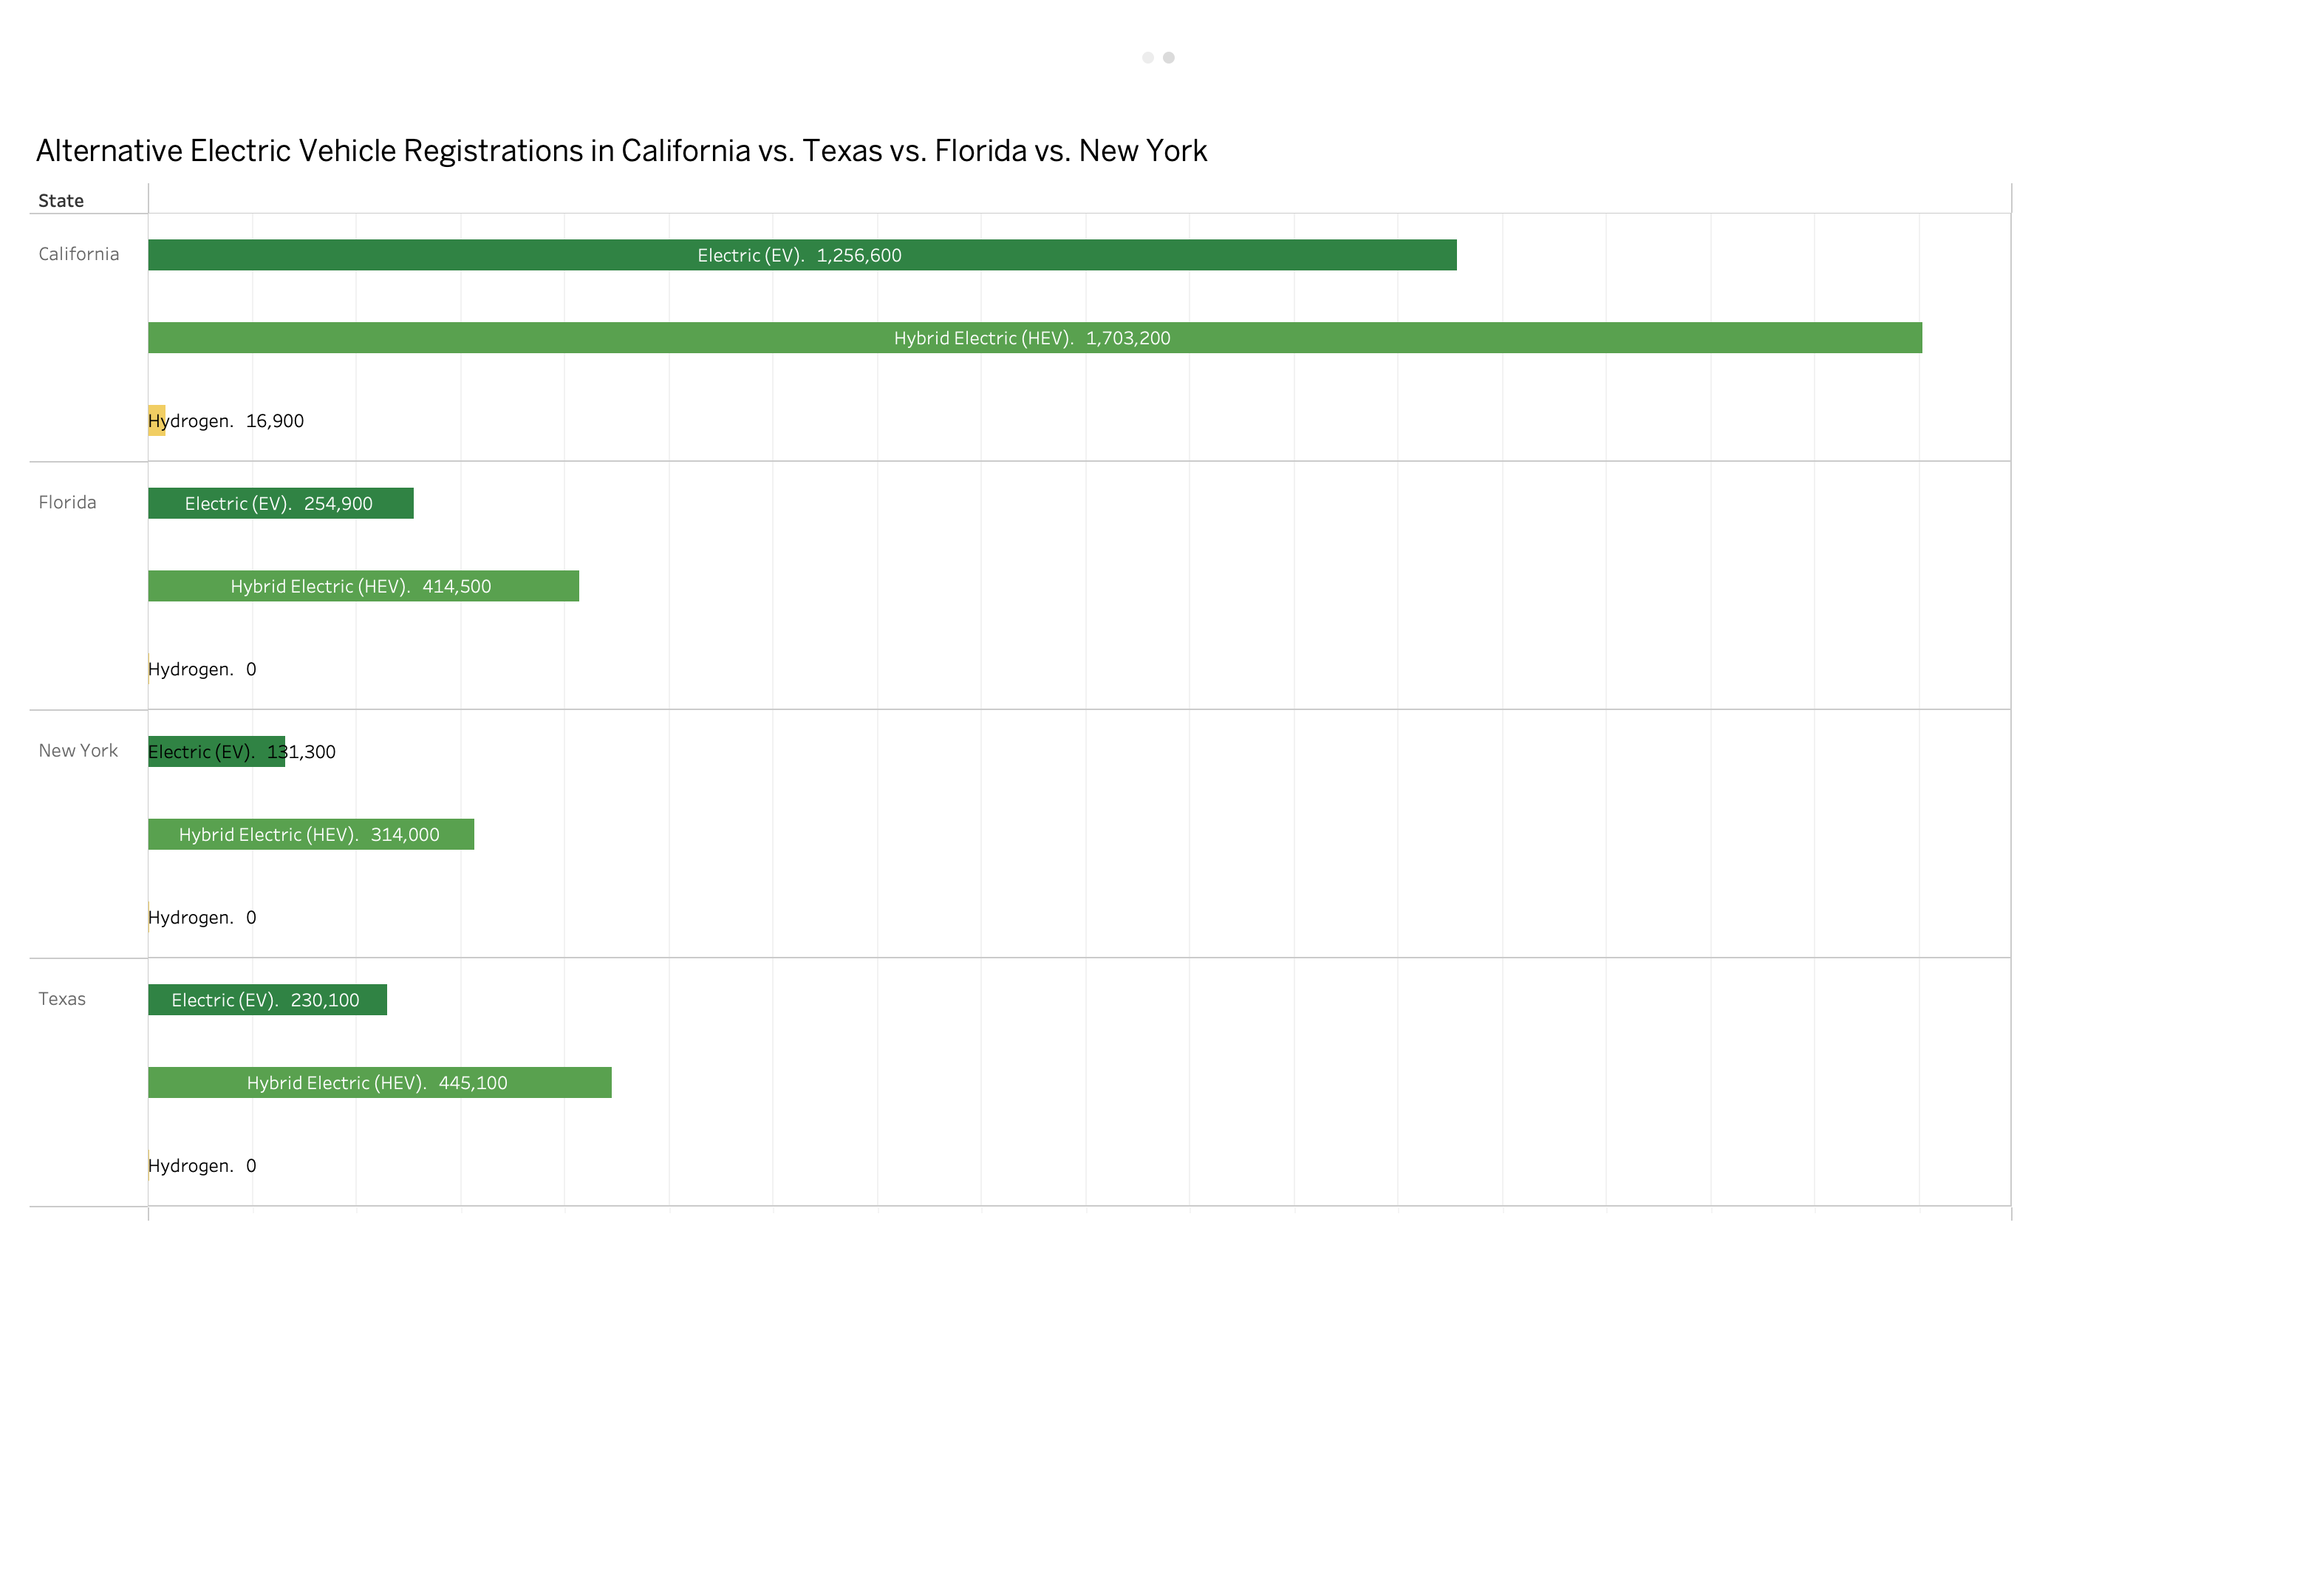 Alternative Electric Vehicle Registrations in California vs. Texas vs. Florida vs. New York
State
California
Electric (EV).  1,256,600
Hybrid Electric (HEV).  1,703,200
Hydrogen.  16,900
Florida
Electric (EV).  254,900
Hybrid Electric (HEV).  414,500
Hydrogen.  0
New York
Electric (EV).  131,300
Hybrid Electric (HEV).  314,000
Hydrogen.  0
Texas
Electric (EV).  230,100
Hybrid Electric (HEV).  445,100
Hydrogen.  0